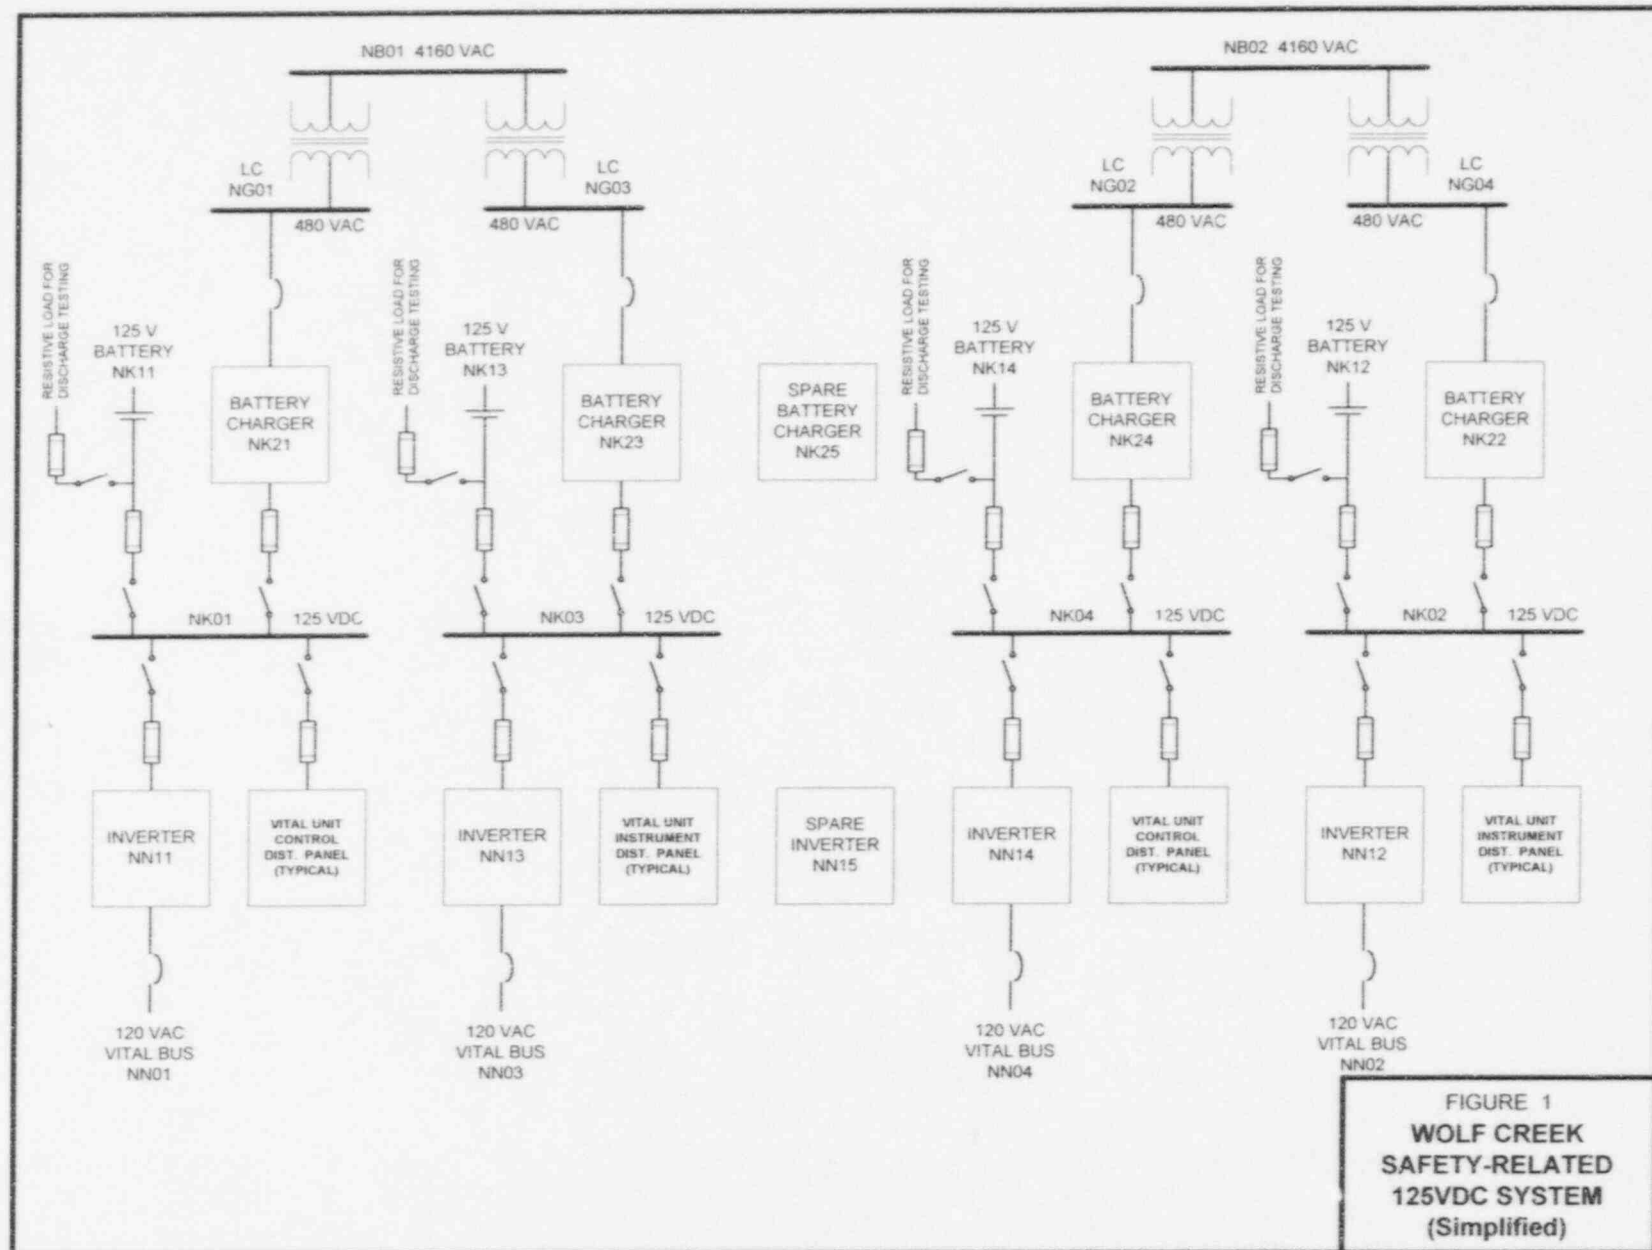 NB01 4160 VAC
NB02 4160 VAC
LC
NG01
480 VAC
LC
NG03
480 VAC
LC
NG02
480 VAC
LC
NG04
480 VAC
RESISTIVE LOAD FOR
DISCHARGE TESTING
125 V
BATTERY
NK11
BATTERY
CHARGER
NK21
RESISTIVE LOAD FOR
DISCHARGE TESTING
125 V
BATTERY
NK13
BATTERY
CHARGER
NK23
SPARE
BATTERY
CHARGER
NK25
RESISTIVE LOAD FOR
DISCHARGE TESTING
125 V
BATTERY
NK14
BATTERY
CHARGER
NK24
RESISTIVE LOAD FOR
DISCHARGE TESTING
125 V
BATTERY
NK12
BATTERY
CHARGER
NK22
NK01 125 VDC
NK03 125 VDC
NK04 125 VDC
NK02 125 VDC
INVERTER
NN11
VITAL UNIT
CONTROL
DIST. PANEL
(TYPICAL)
INVERTER
NN13
VITAL UNIT
INSTRUMENT
DIST. PANEL
(TYPICAL)
SPARE
INVERTER
NN15
INVERTER
NN14
VITAL UNIT
CONTROL
DIST. PANEL
(TYPICAL)
INVERTER
NN12
VITAL UNIT
INSTRUMENT
DIST. PANEL
(TYPICAL)
120 VAC
VITAL BUS
NN01
120 VAC
VITAL BUS
NN03
120 VAC
VITAL BUS
NN04
120 VAC
VITAL BUS
NN02
FIGURE 1
WOLF CREEK
SAFETY-RELATED
125VDC SYSTEM
(Simplified)